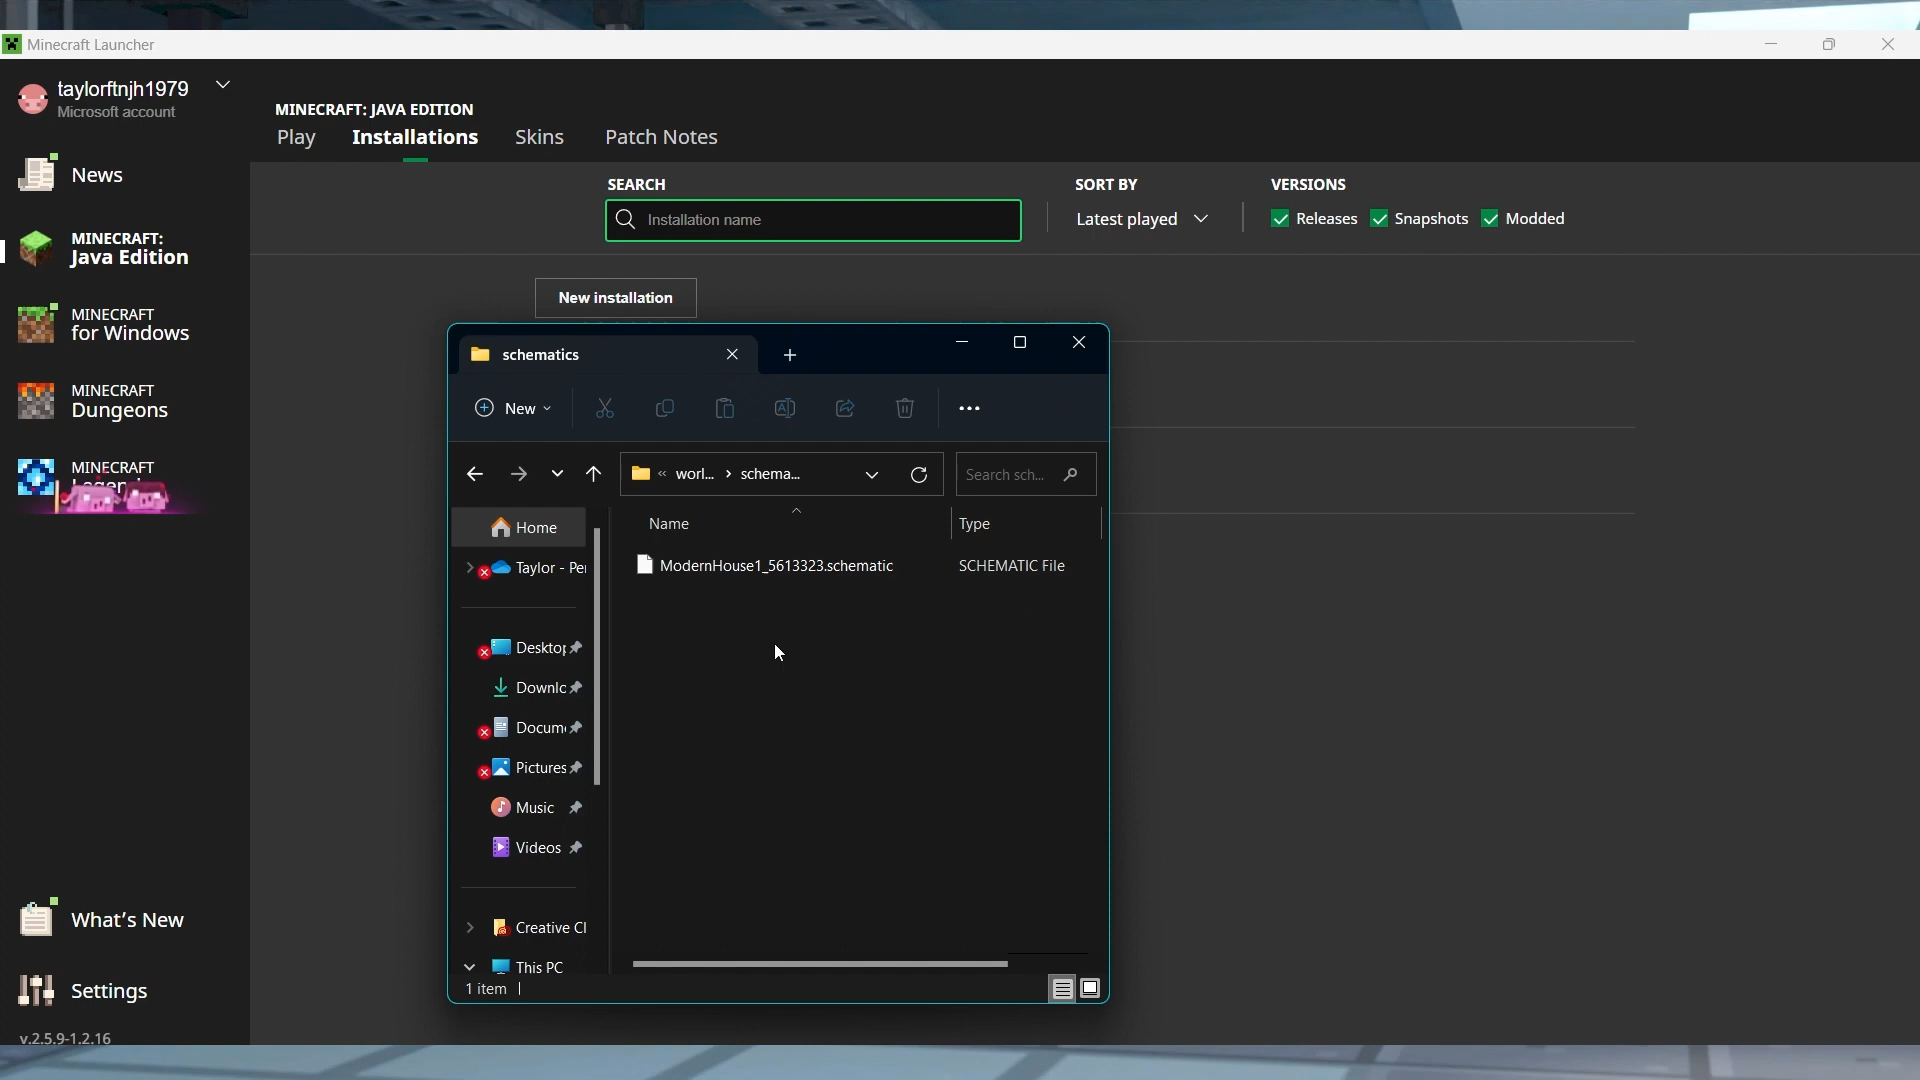 Minecraft Launcher
taylorftnjh1979
Microsoft account
News
MINECRAFT:
Java Edition
MINECRAFT
for Windows
MINECRAFT
Dungeons
MINECRAFT
What's New
Settings
v.2.5.9-1.2.16
MINECRAFT: JAVA EDITION
Play Installations Skins Patch Notes
SEARCH SORT BY VERSIONS
Installation name Latest played Releases Snapshots Modded
New installation
schematics
New
« worl... › schema... Search sch...
Home
Taylor - Per
Desktop
Downlo
Docum
Pictures
Music
Videos
Creative Cl
This PC
Name Type
ModernHouse1_5613323.schematic SCHEMATIC File
1 item